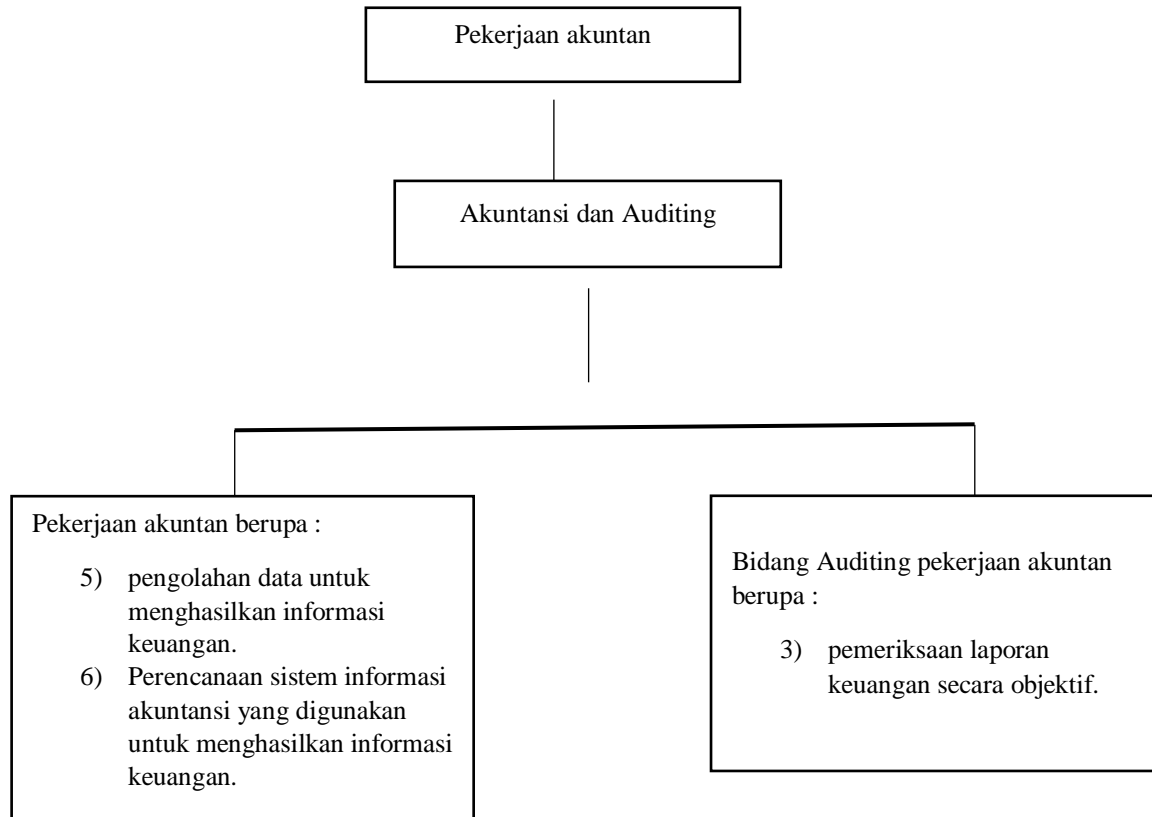 Pekerjaan akuntan
Akuntansi dan Auditing
Pekerjaan akuntan berupa :
5) pengolahan data untuk
menghasilkan informasi
keuangan.
6) Perencanaan sistem informasi
akuntansi yang digunakan
untuk menghasilkan informasi
keuangan.
Bidang Auditing pekerjaan akuntan
berupa :
3) pemeriksaan laporan
keuangan secara objektif.